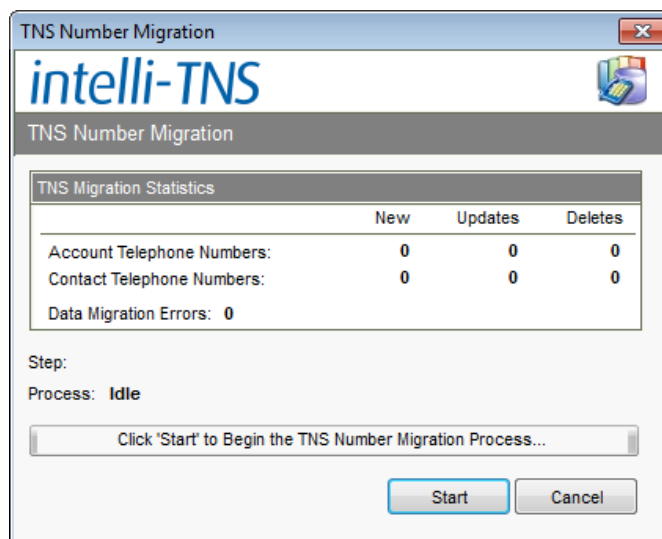 TNS Number Migration
intelli-TNS
TNS Number Migration
TNS Migration Statistics
New Updates Deletes
Account Telephone Numbers: 0 0 0
Contact Telephone Numbers: 0 0 0
Data Migration Errors: 0
Step:
Process: Idle
Click 'Start' to Begin the TNS Number Migration Process...
Start Cancel